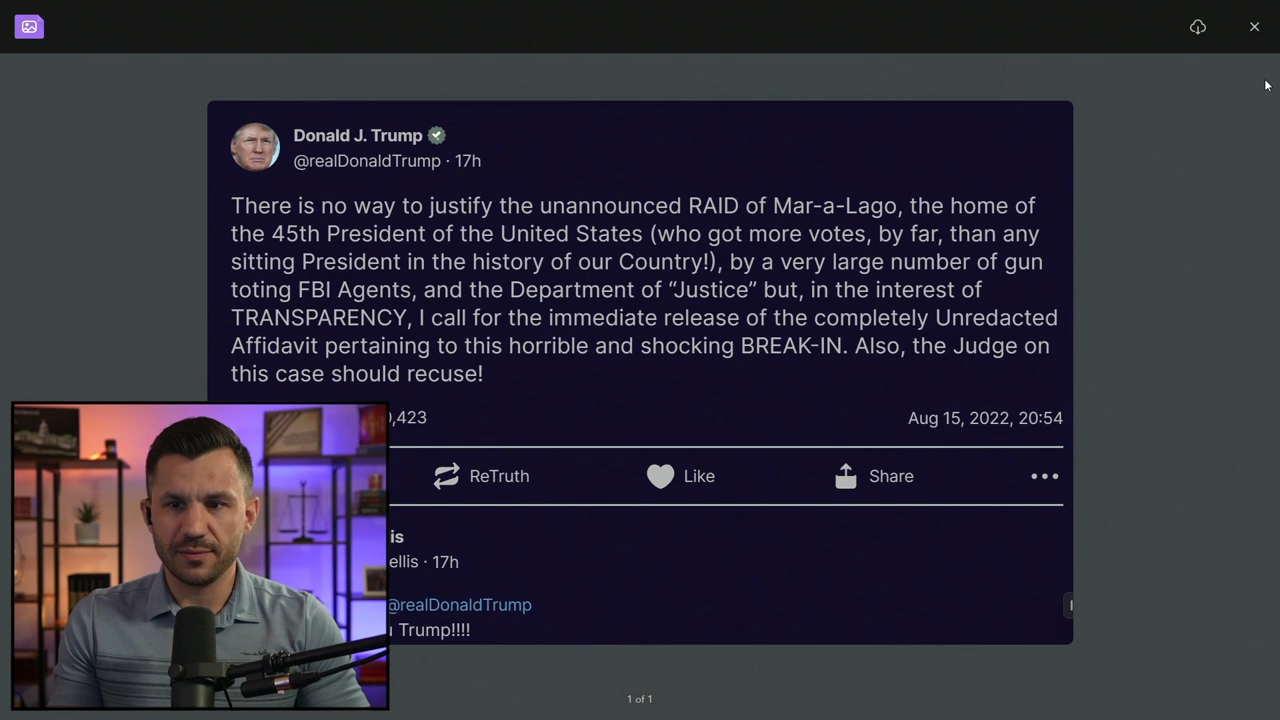 Donald J. Trump
@realDonaldTrump · 17h
There is no way to justify the unannounced RAID of Mar-a-Lago, the home of
the 45th President of the United States (who got more votes, by far, than any
sitting President in the history of our Country!), by a very large number of gun
toting FBI Agents, and the Department of “Justice” but, in the interest of
TRANSPARENCY, I call for the immediate release of the completely Unredacted
Affidavit pertaining to this horrible and shocking BREAK-IN. Also, the Judge on
this case should recuse!
,423 Aug 15, 2022, 20:54
ReTruth Like Share
is
ellis · 17h
@realDonaldTrump
Trump!!!!
1 of 1